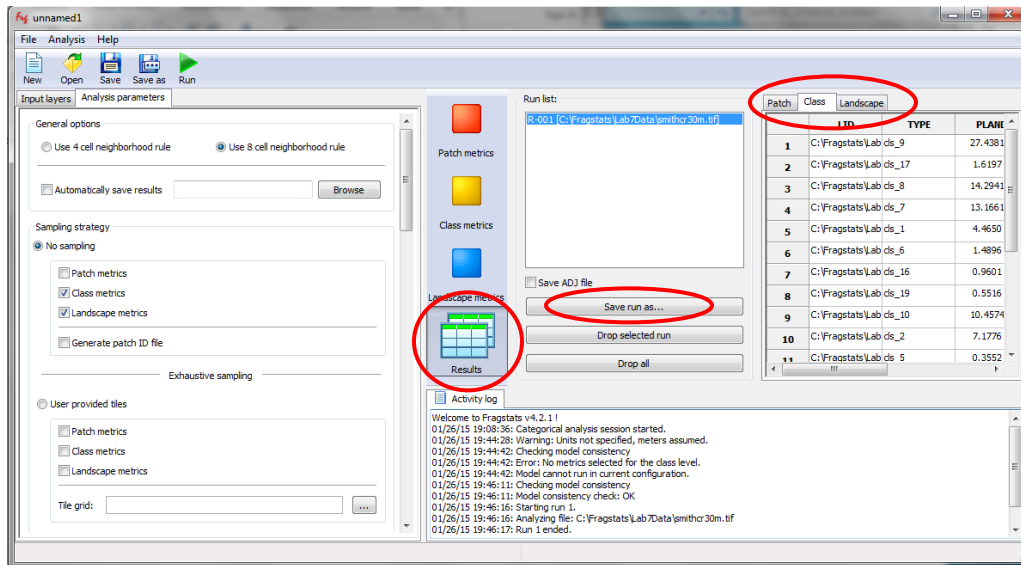 unnamed1
File Analysis Help
New Open Save Save as Run
Input layers Analysis parameters
General options
Use 4 cell neighborhood rule Use 8 cell neighborhood rule
Automatically save results Browse
Sampling strategy
No sampling
Patch metrics
Class metrics
Landscape metrics
Generate patch ID file
Exhaustive sampling
User provided tiles
Patch metrics
Class metrics
Landscape metrics
Tile grid: ...
Patch metrics
Class metrics
Landscape metrics
Results
Run list:
R-001 [C:\Fragstats\Lab7Data\smithcr30m.tif]
Save ADJ file
Save run as...
Drop selected run
Drop all
Patch Class Landscape
LID TYPE PLAND
1 C:\Fragstats\Lab cls_9 27.4381
2 C:\Fragstats\Lab cls_17 1.6197
3 C:\Fragstats\Lab cls_8 14.2941
4 C:\Fragstats\Lab cls_7 13.1661
5 C:\Fragstats\Lab cls_1 4.4650
6 C:\Fragstats\Lab cls_6 1.4896
7 C:\Fragstats\Lab cls_16 0.9601
8 C:\Fragstats\Lab cls_19 0.5516
9 C:\Fragstats\Lab cls_10 10.4574
10 C:\Fragstats\Lab cls_2 7.1776
11 C:\Fragstats\Lab cls_5 0.3552
Activity log
Welcome to Fragstats v4.2.1 !
01/26/15 19:08:36: Categorical analysis session started.
01/26/15 19:44:28: Warning: Units not specified, meters assumed.
01/26/15 19:44:42: Checking model consistency
01/26/15 19:44:42: Error: No metrics selected for the class level.
01/26/15 19:44:42: Model cannot run in current configuration.
01/26/15 19:46:11: Checking model consistency
01/26/15 19:46:11: Model consistency check: OK
01/26/15 19:46:16: Starting run 1.
01/26/15 19:46:16: Analyzing file: C:\Fragstats\Lab7Data\smithcr30m.tif
01/26/15 19:46:17: Run 1 ended.